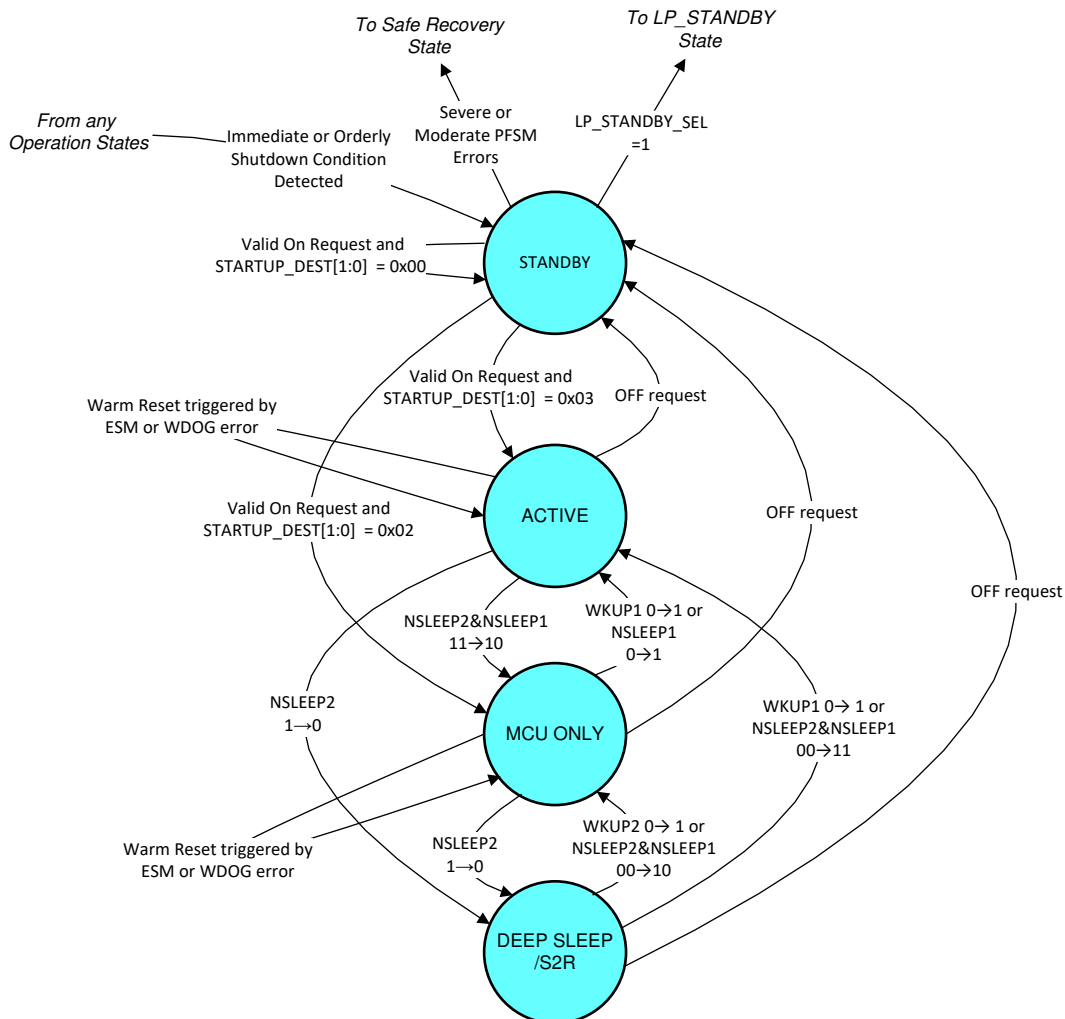 To Safe Recovery
State
To LP_STANDBY
State
From any
Operation States
Immediate or Orderly
Shutdown Condition
Detected
Severe or
Moderate PFSM
Errors
LP_STANDBY_SEL
=1
Valid On Request and
STARTUP_DEST[1:0] = 0x00
STANDBY
Valid On Request and
STARTUP_DEST[1:0] = 0x03
OFF request
Warm Reset triggered by
ESM or WDOG error
Valid On Request and
STARTUP_DEST[1:0] = 0x02
ACTIVE
OFF request
OFF request
NSLEEP2&NSLEEP1
11→10
WKUP1 0→1 or
NSLEEP1
0→1
NSLEEP2
1→0
MCU ONLY
WKUP1 0→ 1 or
NSLEEP2&NSLEEP1
00→11
Warm Reset triggered by
ESM or WDOG error
NSLEEP2
1→0
WKUP2 0→ 1 or
NSLEEP2&NSLEEP1
00→10
DEEP SLEEP
/S2R